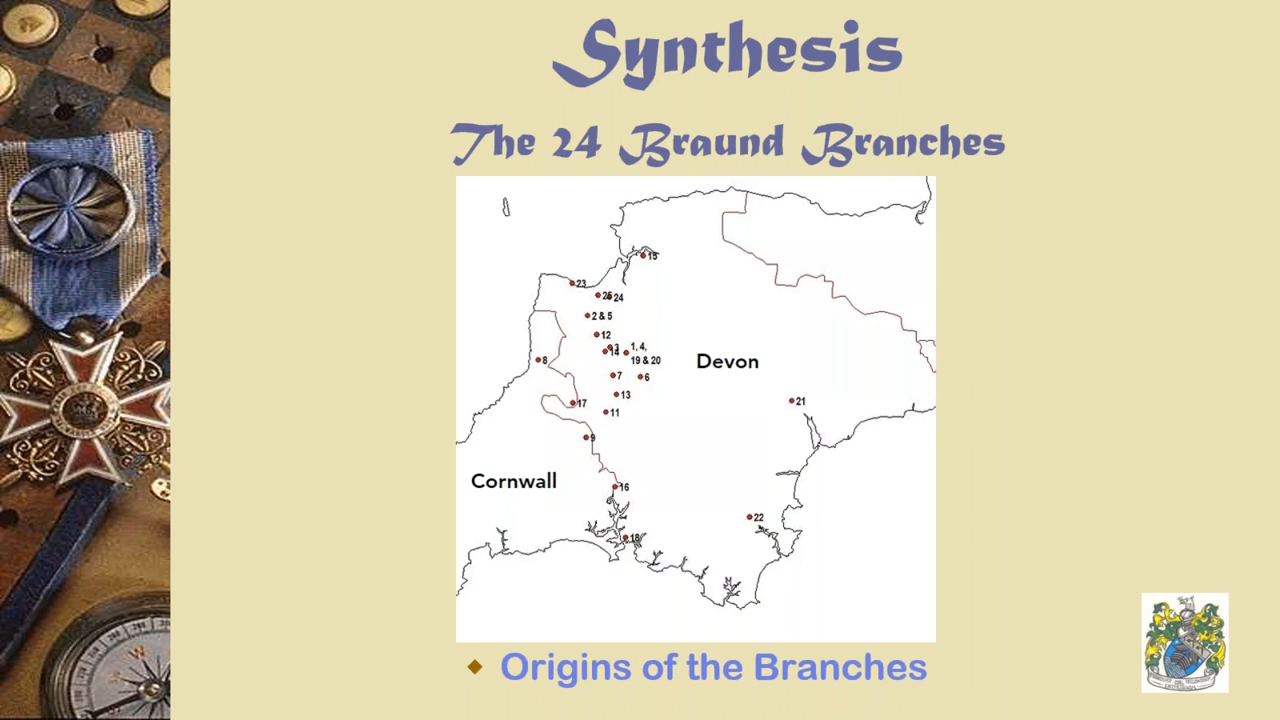 Synthesis
The 24 Braund Branches
15
23
25 24
2 & 5
12
3
14
1, 4,
19 & 20
Devon
8
7
6
13
17
11
21
9
Cornwall
16
22
18
Origins of the Branches